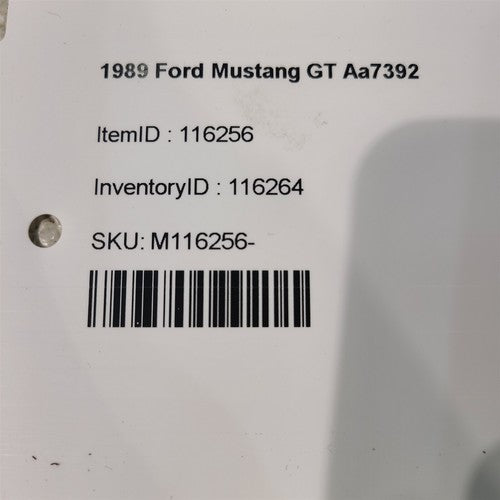 1989 Ford Mustang GT Aa7392
ItemID : 116256
InventoryID : 116264
SKU: M116256-